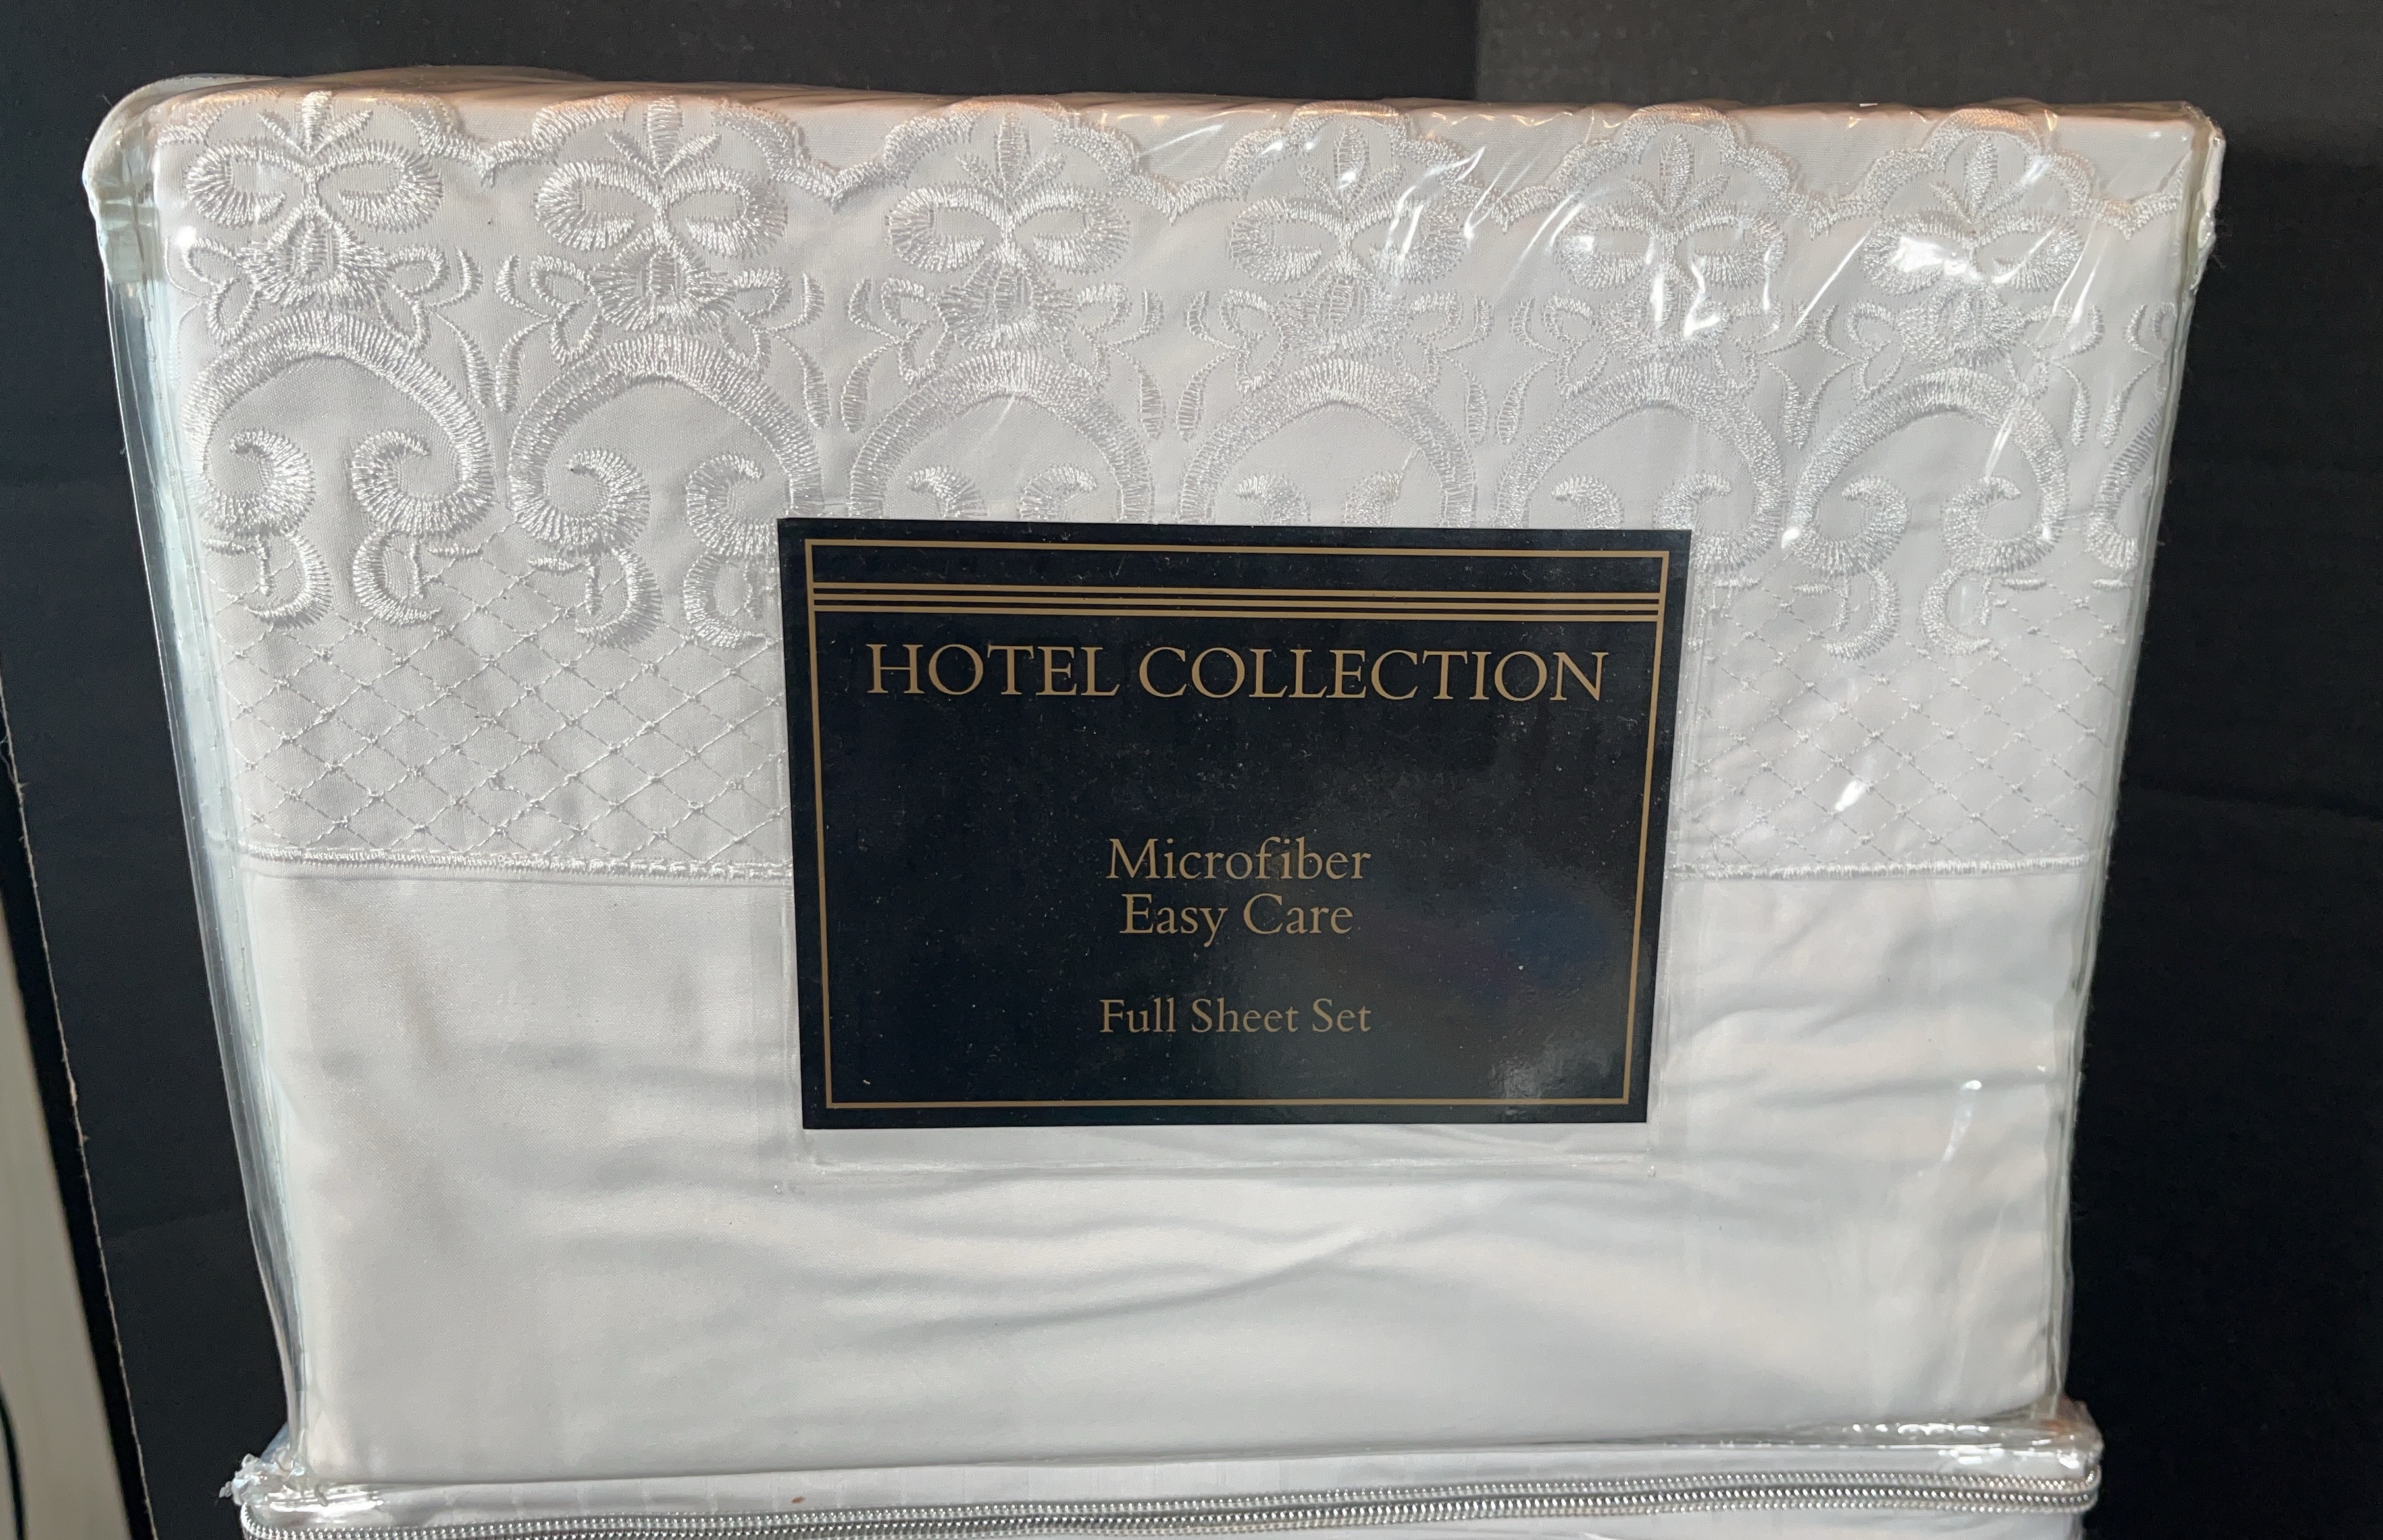 HOTEL COLLECTION
Microfiber
Easy Care
Full Sheet Set